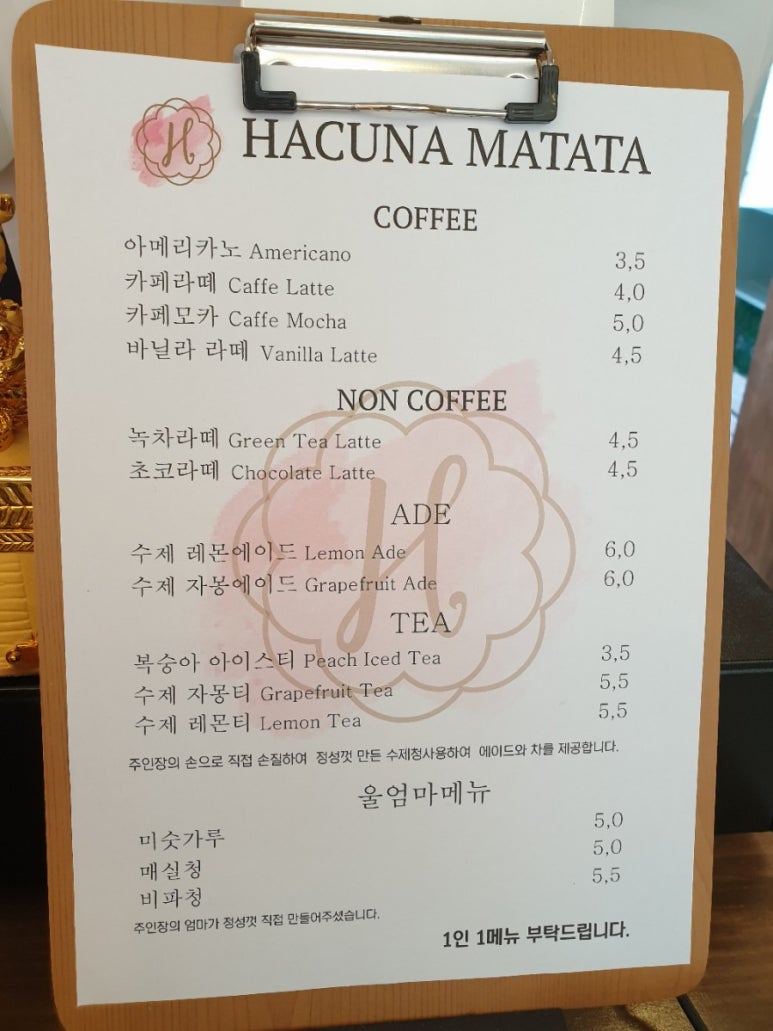 H HACUNA MATATA
COFFEE
아메리카노 Americano 3,5
카페라떼 Caffe Latte 4,0
카페모카 Caffe Mocha 5,0
바닐라 라떼 Vanilla Latte 4,5
NON COFFEE
녹차라떼 Green Tea Latte 4,5
초코라떼 Chocolate Latte 4,5
ADE
수제 레몬에이드 Lemon Ade 6,0
수제 자몽에이드 Grapefruit Ade 6,0
H
TEA
복숭아 아이스티 Peach Iced Tea 3,5
수제 자몽티 Grapefruit Tea 5,5
수제 레몬티 Lemon Tea 5,5
주인장의 손으로 직접 손질하여 정성껏 만든 수제청사용하여 에이드와 차를 제공합니다.
울엄마메뉴
미숫가루 5,0
매실청 5,0
비파청 5,5
주인장의 엄마가 정성껏 직접 만들어주셨습니다.
1인 1메뉴 부탁드립니다.